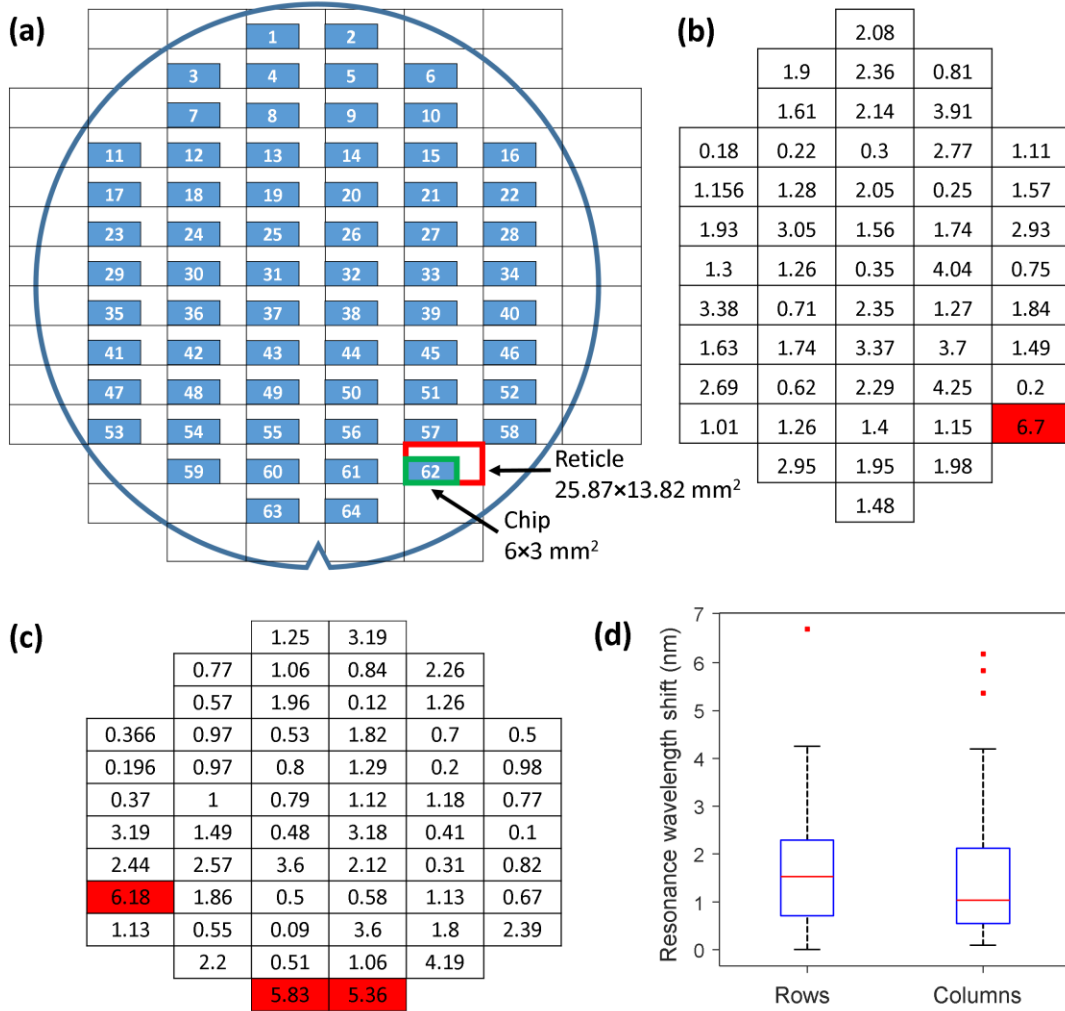 (a)
1 2
3 4 5 6
7 8 9 10
11 12 13 14 15 16
17 18 19 20 21 22
23 24 25 26 27 28
29 30 31 32 33 34
35 36 37 38 39 40
41 42 43 44 45 46
47 48 49 50 51 52
53 54 55 56 57 58
59 60 61 62
63 64
Reticle
25.87×13.82 mm²
Chip
6×3 mm²
(b)
2.08
1.9 2.36 0.81
1.61 2.14 3.91
0.18 0.22 0.3 2.77 1.11
1.156 1.28 2.05 0.25 1.57
1.93 3.05 1.56 1.74 2.93
1.3 1.26 0.35 4.04 0.75
3.38 0.71 2.35 1.27 1.84
1.63 1.74 3.37 3.7 1.49
2.69 0.62 2.29 4.25 0.2
1.01 1.26 1.4 1.15 6.7
2.95 1.95 1.98
1.48
(c)
1.25 3.19
0.77 1.06 0.84 2.26
0.57 1.96 0.12 1.26
0.366 0.97 0.53 1.82 0.7 0.5
0.196 0.97 0.8 1.29 0.2 0.98
0.37 1 0.79 1.12 1.18 0.77
3.19 1.49 0.48 3.18 0.41 0.1
2.44 2.57 3.6 2.12 0.31 0.82
6.18 1.86 0.5 0.58 1.13 0.67
1.13 0.55 0.09 3.6 1.8 2.39
2.2 0.51 1.06 4.19
5.83 5.36
(d)
Resonance wavelength shift (nm)
7
6
5
4
3
2
1
0
Rows Columns